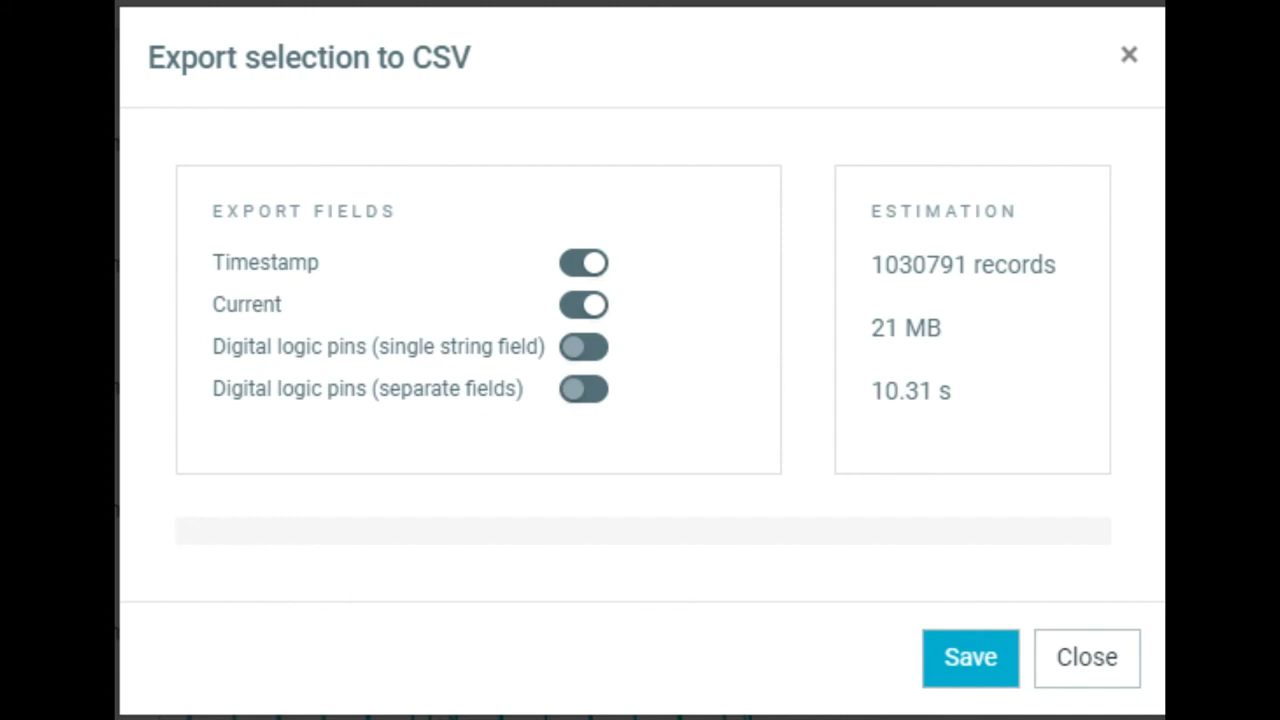 Export selection to CSV
×
EXPORT FIELDS
Timestamp
Current
Digital logic pins (single string field)
Digital logic pins (separate fields)
ESTIMATION
1030791 records
21 MB
10.31 s
Save
Close